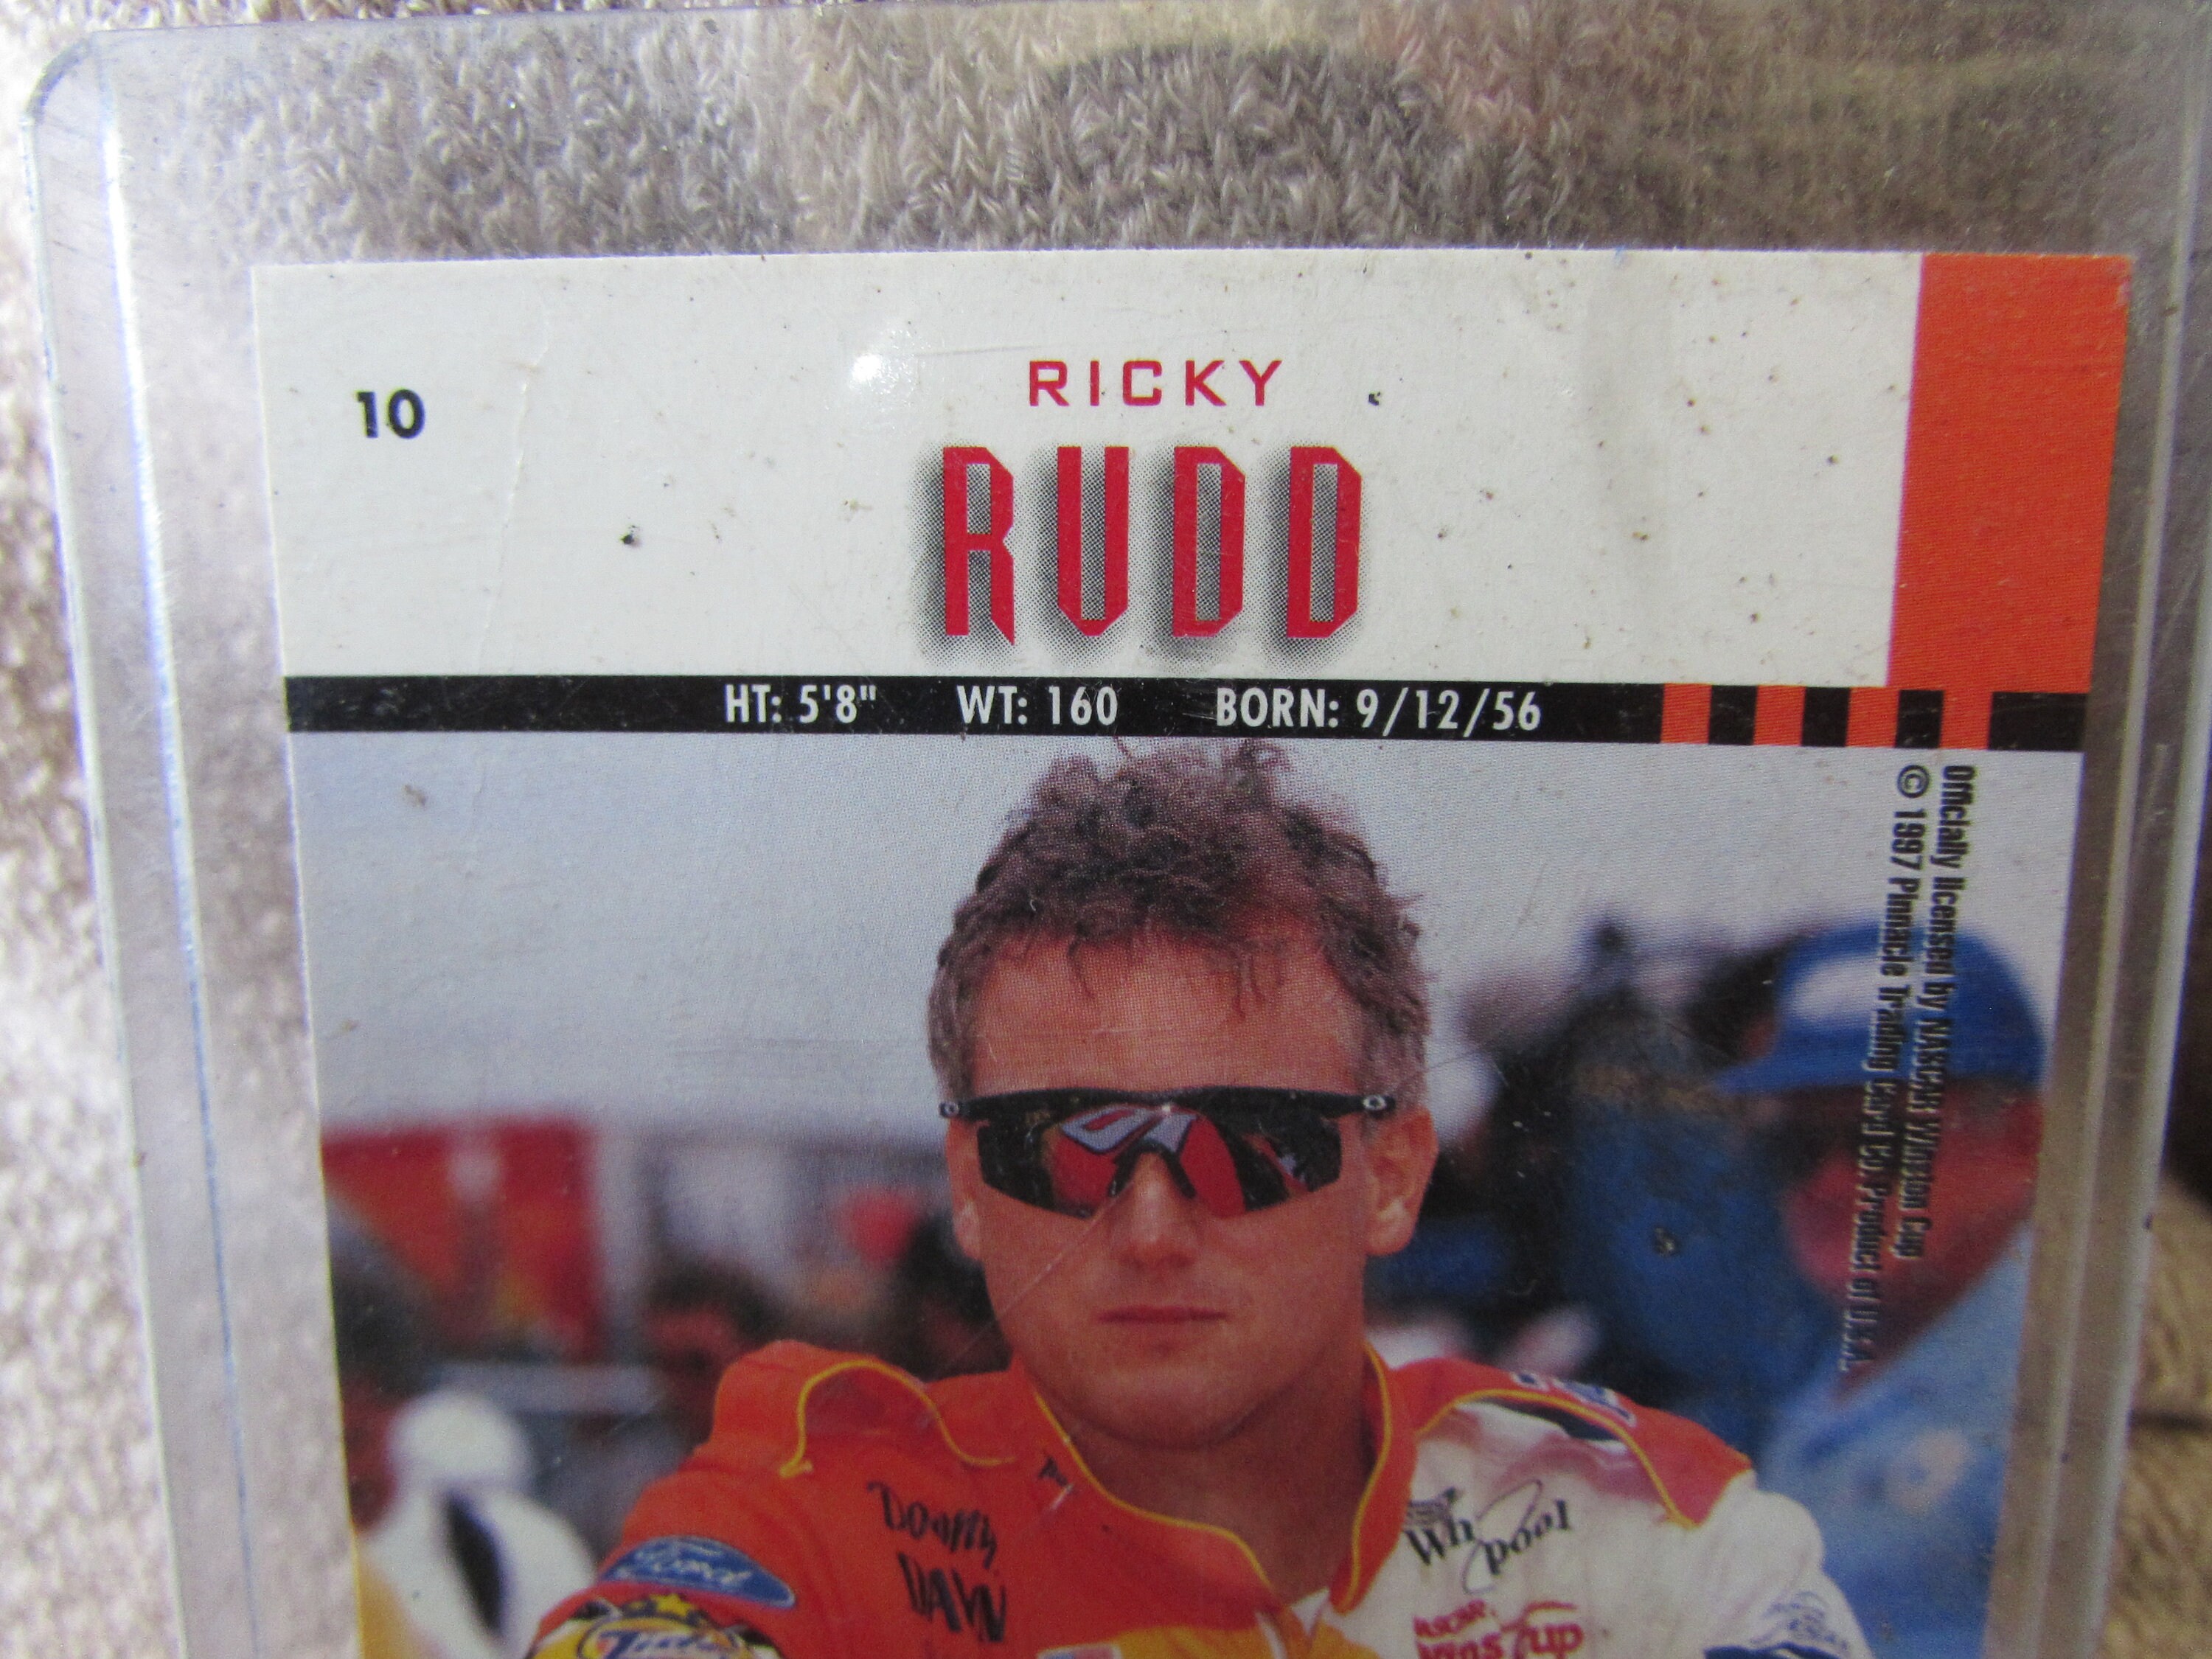 10
RICKY
RUDD
HT: 5'8" WT: 160 BORN: 9/12/56
Officially licensed by NASCAR Winston Cup
© 1997 Pinnacle Trading Card Co. Product of U.S.A.
Whirlpool
Ford